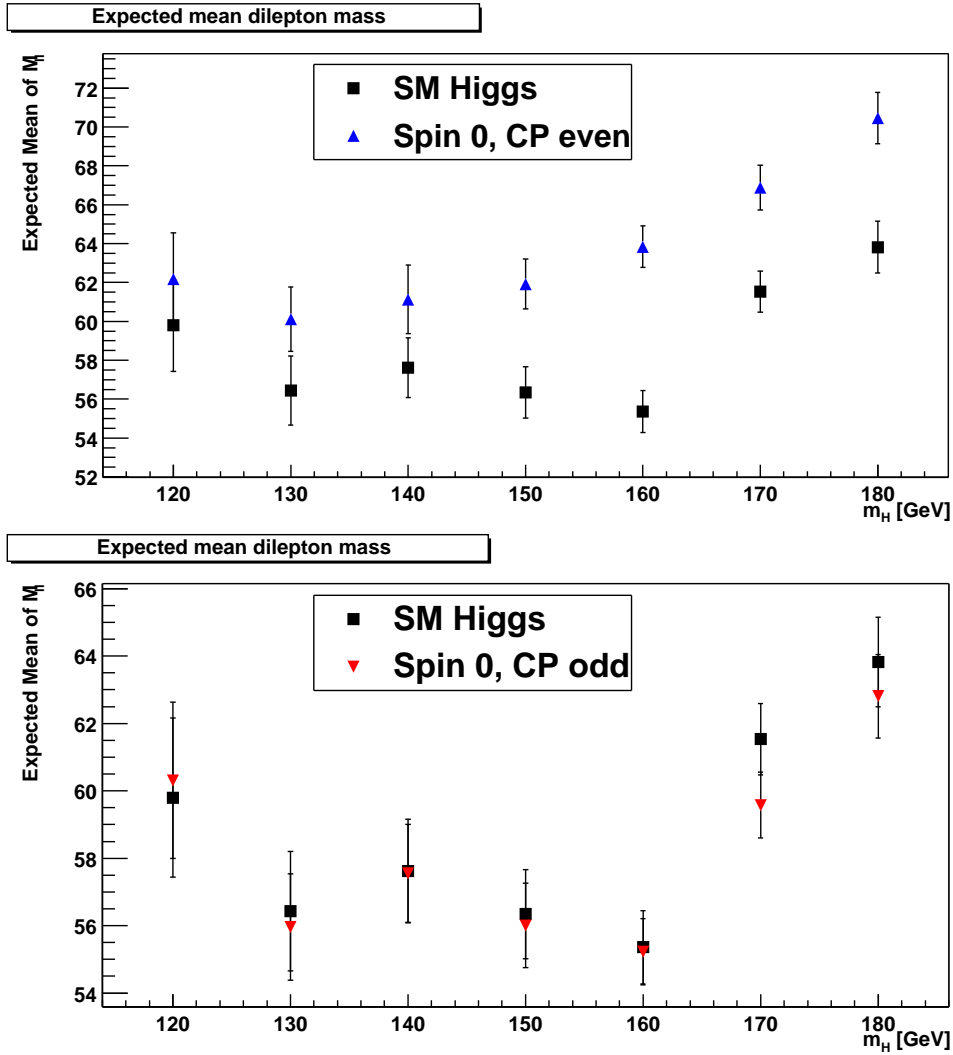 Expected mean dilepton mass
Expected Mean of M
SM Higgs
Spin 0, CP even
72
70
68
66
64
62
60
58
56
54
52
120 130 140 150 160 170 180
m_H [GeV]
Expected mean dilepton mass
Expected Mean of M
SM Higgs
Spin 0, CP odd
66
64
62
60
58
56
54
120 130 140 150 160 170 180
m_H [GeV]